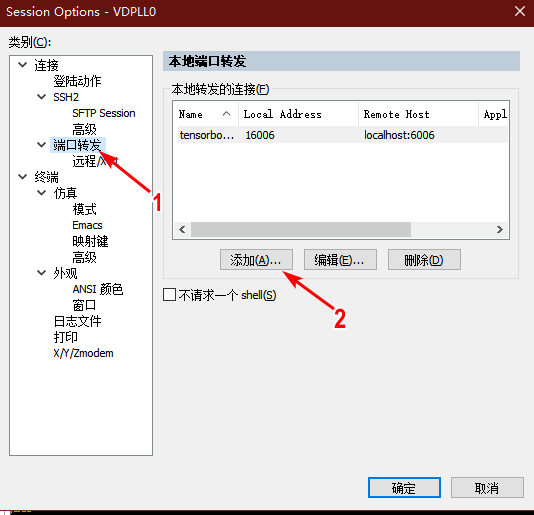 Session Options - VDPLL0
类别(C):
连接
登陆动作
SSH2
SFTP Session
高级
端口转发
远程/X11
终端
仿真
模式
Emacs
映射键
高级
外观
ANSI 颜色
窗口
日志文件
打印
X/Y/Zmodem
本地端口转发
本地转发的连接(F)
Name Local Address Remote Host Appl
tensorbo... 16006 localhost:6006
添加(A)... 编辑(E)... 删除(D)
不请求一个 shell(S)
1
2
确定 取消